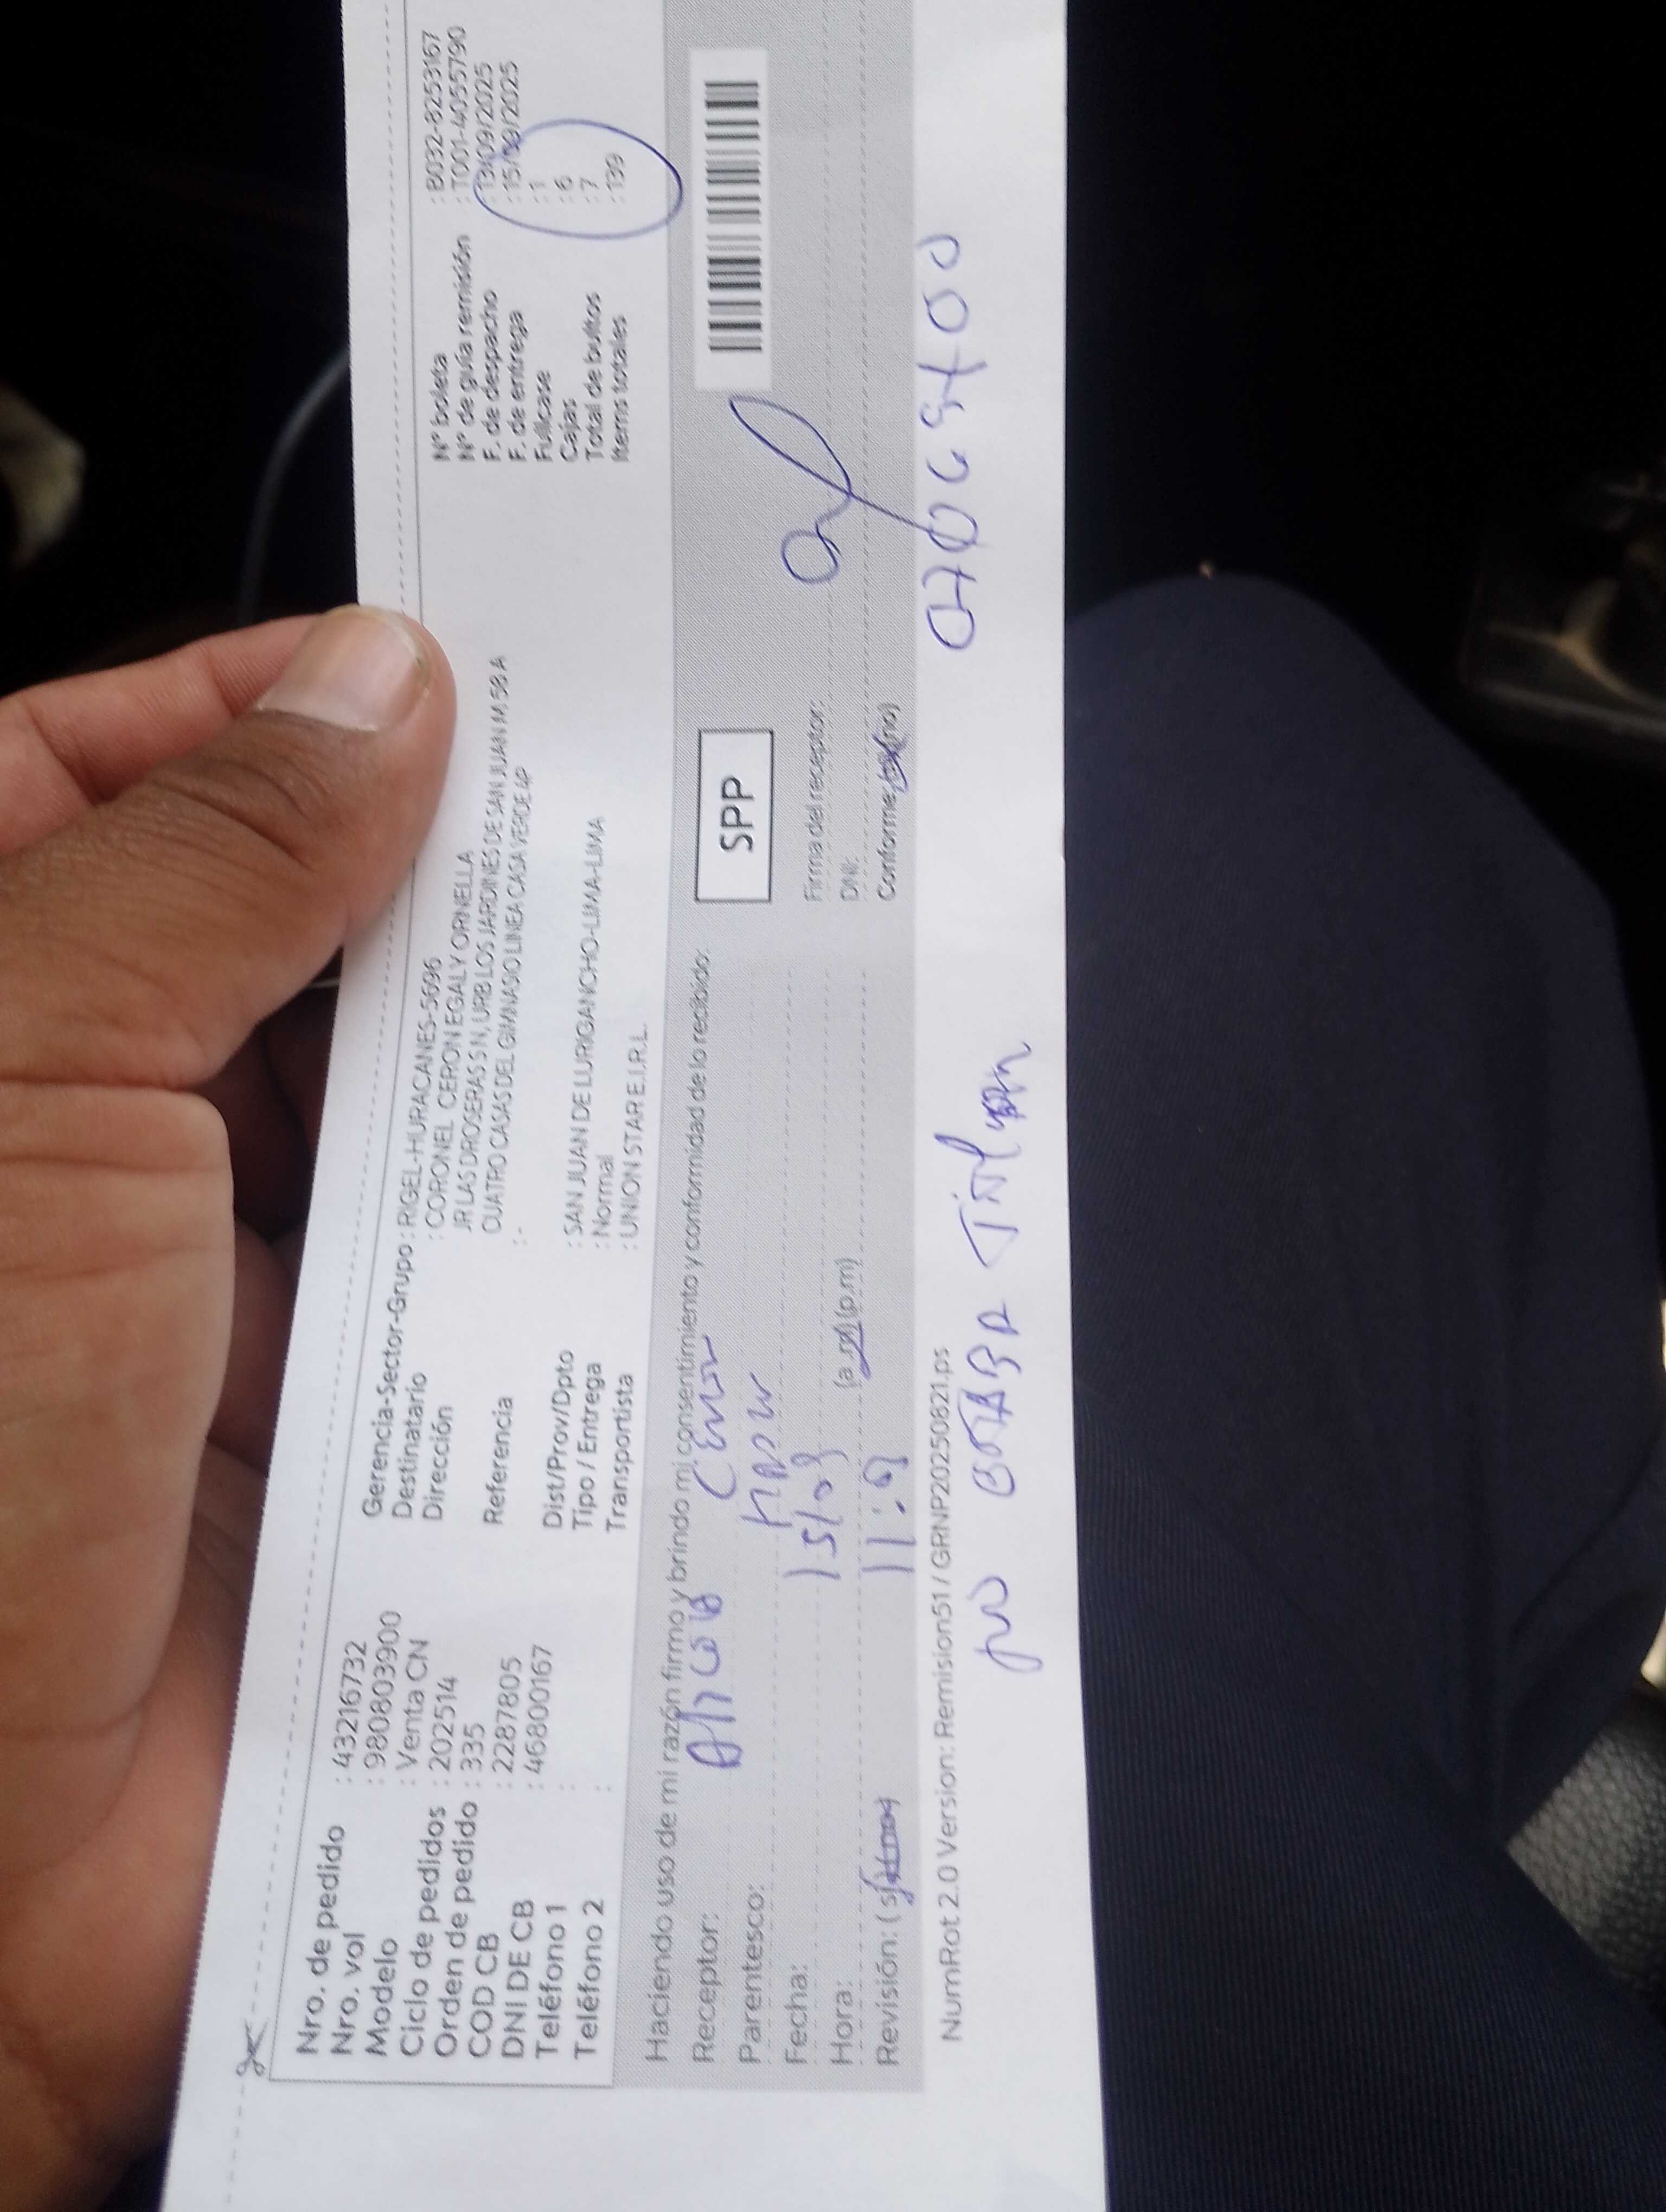 Nro. de pedido : 43216732
Nro. vol : 980803900
Modelo : Venta CN
Ciclo de pedidos : 202514
Orden de pedido : 335
COD CB : 2287805
DNI DE CB : 46800167
Teléfono 1 :
Teléfono 2 :
Gerencia-Sector-Grupo : RIGEL-HURACANES-5696
Destinatario : CORONEL CERON EGALY ORNELLA
Dirección JR LAS DROSERAS S N, URB LOS JARDINES DE SAN JUAN M 58 A
CUATRO CASAS DEL GIMNASIO LINEA CASA VERDE 4P
Referencia : -
Dist/Prov/Dpto : SAN JUAN DE LURIGANCHO-LIMA-LIMA
Tipo / Entrega : Normal
Transportista : UNION STAR E.I.R.L.
Nº boleta : B032-8253167
Nº de guía remisión : T001-4055790
F. de despacho : 13/09/2025
F. de entrega : 15/09/2025
Fullcase : 1
Cajas : 6
Total de bultos : 7
Items totales : 139
Haciendo uso de mi razón firmo y brindo mi consentimiento y conformidad de lo recibido:
Receptor: Alicia Ceron
Parentesco:
Fecha: 15/09
Hora: 11:9 (a.m) (p.m)
Revisión: (si
SPP
Firma del receptor:
DNI:
Conforme: (no)
NumRot 2.0 Version: Remision51 / GRNP20250821.ps
no